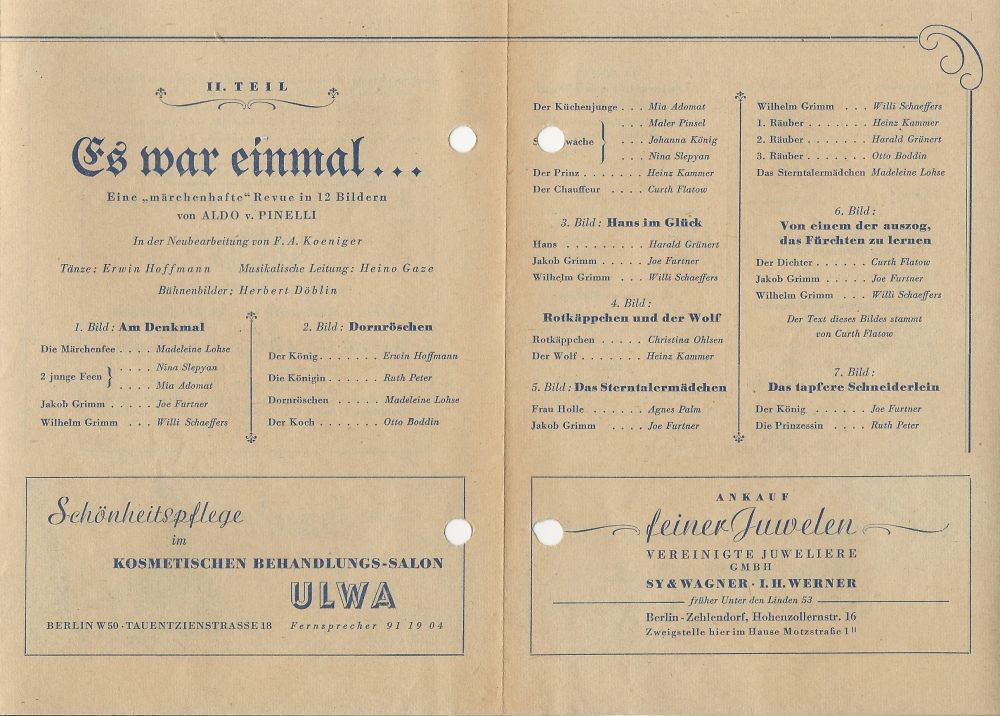 II. TEIL
Es war einmal...
Eine „märchenhafte“ Revue in 12 Bildern
von ALDO v. PINELLI
In der Neubearbeitung von F. A. Koeniger
Tänze: Erwin Hoffmann Musikalische Leitung: Heino Gaze
Bühnenbilder; Herbert Döblin
1. Bild: Am Denkmal
Die Märchenfee . . . . Madeleine Lohse
2 junge Feen } . . . . Nina Slepyan
. . . . Mia Adomat
Jakob Grimm . . . . . Joe Furtner
Wilhelm Grimm . . . Willi Schaeffers
2. Bild: Dornröschen
Der König . . . . . . . Erwin Hoffmann
Die Königin . . . . . . Ruth Peter
Dornröschen . . . . . Madeleine Lohse
Der Koch . . . . . . . Otto Boddin
Schönheitspflege
im
KOSMETISCHEN BEHANDLUNGS-SALON
ULWA
BERLIN W 50 · TAUENTZIENSTRASSE 18 Fernsprecher 91 19 04
Der Küchenjunge . . . Mia Adomat
. . . Maler Pinsel
wäche } . . . Johanna König
. . . Nina Slepyan
Der Prinz . . . . . . . Heinz Kammer
Der Chauffeur . . . . Curth Flatow
3. Bild: Hans im Glück
Hans . . . . . . . . . Harald Grünert
Jakob Grimm . . . . . Joe Furtner
Wilhelm Grimm . . . Willi Schaeffers
4. Bild:
Rotkäppchen und der Wolf
Rotkäppchen . . . . . Christina Ohlsen
Der Wolf . . . . . . . Heinz Kammer
5. Bild: Das Sterntalermädchen
Frau Holle . . . . . . Agnes Palm
Jakob Grimm . . . . Joe Furtner
Wilhelm Grimm . . . Willi Schaeffers
1. Räuber . . . . . . . Heinz Kammer
2. Räuber . . . . . . . Harald Grünert
3. Räuber . . . . . . . Otto Boddin
Das Sterntalermädchen Madeleine Lohse
6. Bild:
Von einem der auszog,
das Fürchten zu lernen
Der Dichter . . . . . . Curth Flatow
Jakob Grimm . . . . . Joe Furtner
Wilhelm Grimm . . . Willi Schaeffers
Der Text dieses Bildes stammt
von Curth Flatow
7. Bild:
Das tapfere Schneiderlein
Der König . . . . . . Joe Furtner
Die Prinzessin . . . . Ruth Peter
ANKAUF
feiner Juwelen
VEREINIGTE JUWELIERE
GMBH
SY & WAGNER · I. H. WERNER
früher Unter den Linden 53
Berlin-Zehlendorf, Hohenzollernstr. 16
Zweigstelle hier im Hause Motzstraße 1 II